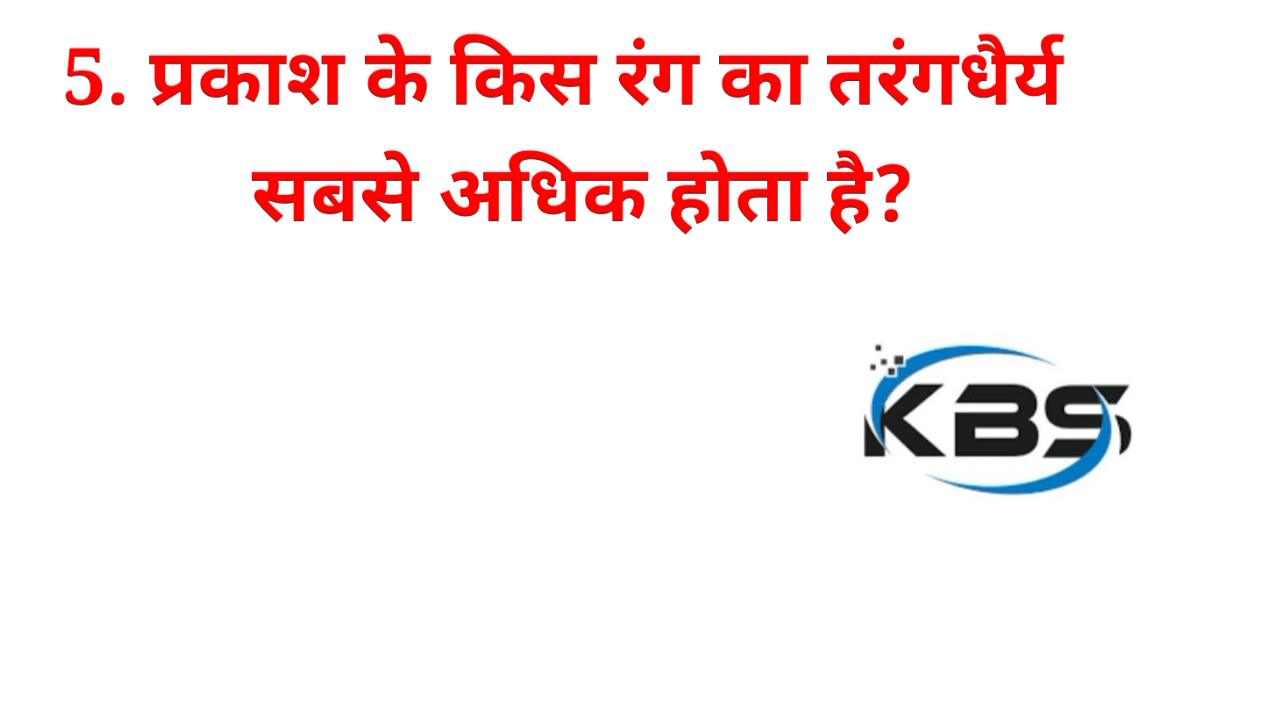 5. प्रकाश के किस रंग का तरंगधैर्य
सबसे अधिक होता है?
KBS